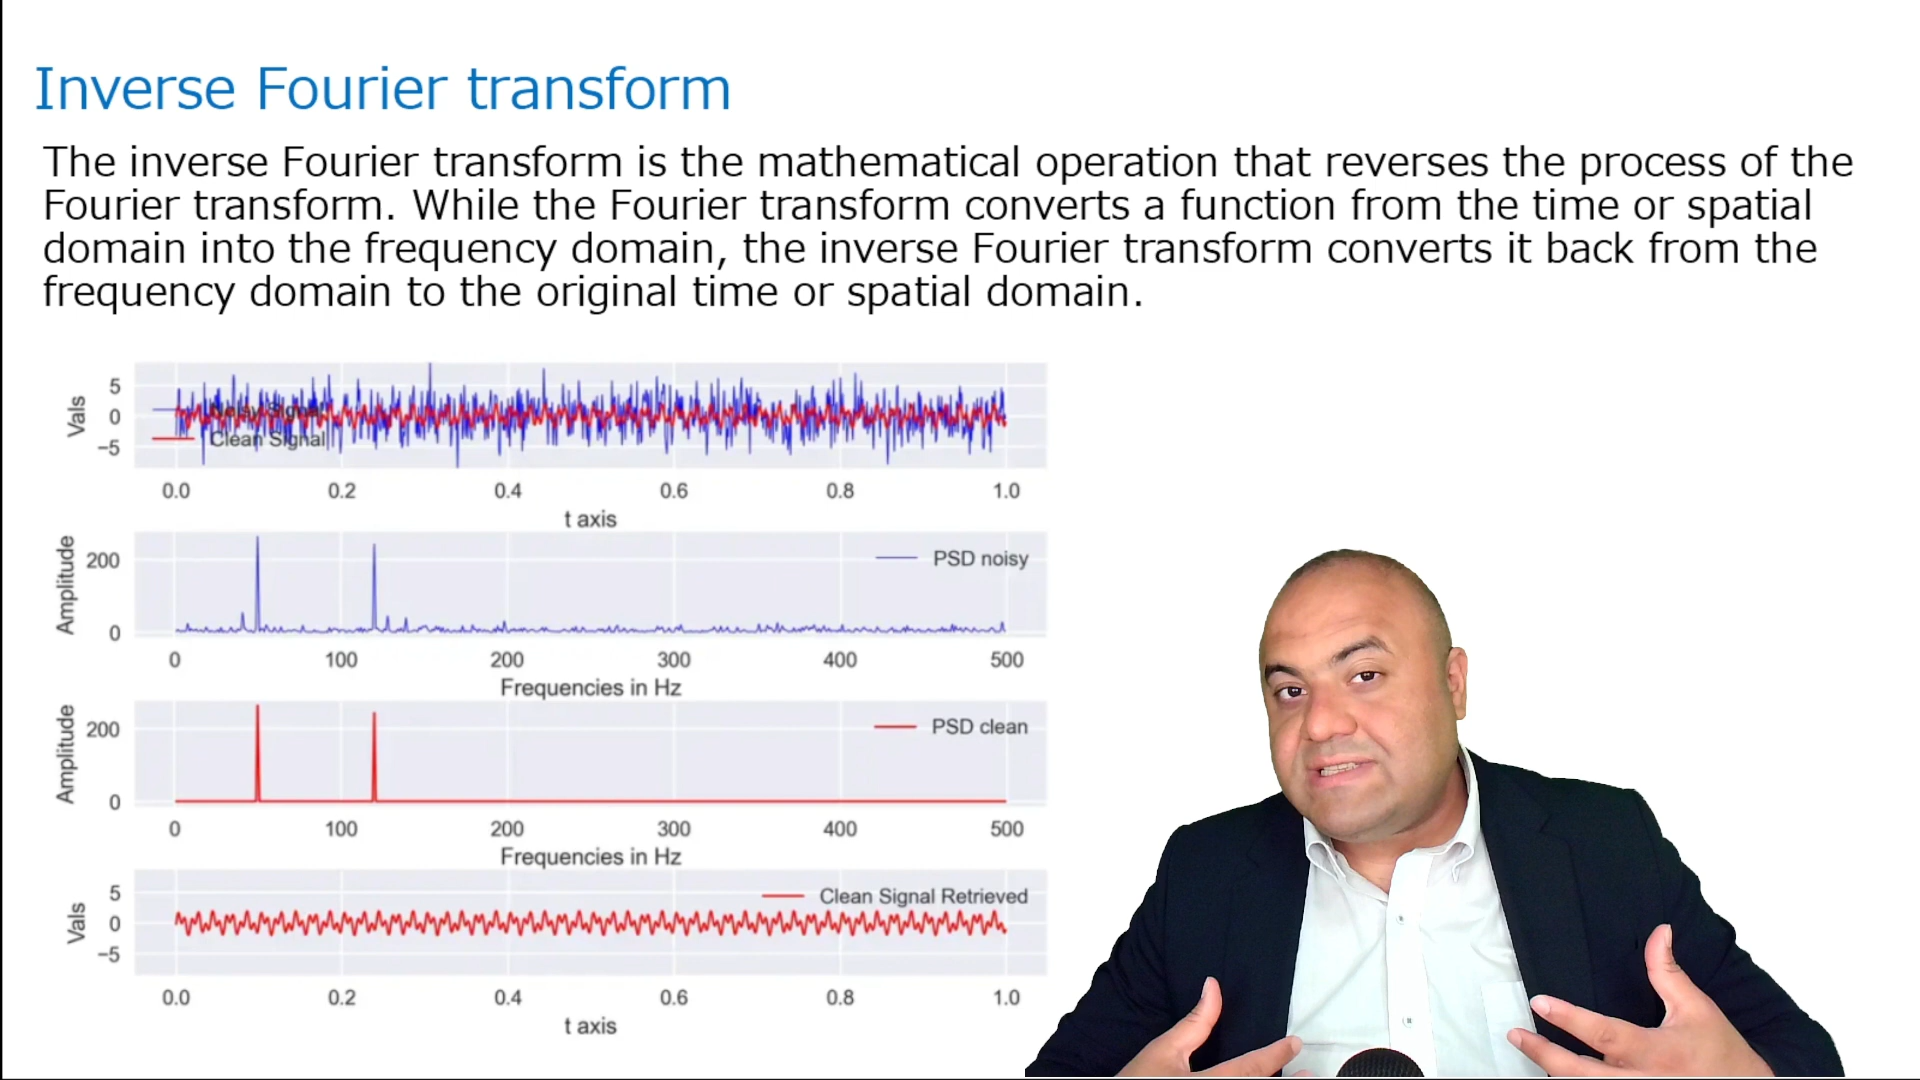 Inverse Fourier transform
The inverse Fourier transform is the mathematical operation that reverses the process of the
Fourier transform. While the Fourier transform converts a function from the time or spatial
domain into the frequency domain, the inverse Fourier transform converts it back from the
frequency domain to the original time or spatial domain.
Vals
5
0
−5
Noisy Signal
Clean Signal
0.0 0.2 0.4 0.6 0.8 1.0
t axis
Amplitude
200
0
PSD noisy
0 100 200 300 400 500
Frequencies in Hz
Amplitude
200
0
PSD clean
0 100 200 300 400 500
Frequencies in Hz
Vals
5
0
−5
Clean Signal Retrieved
0.0 0.2 0.4 0.6 0.8 1.0
t axis